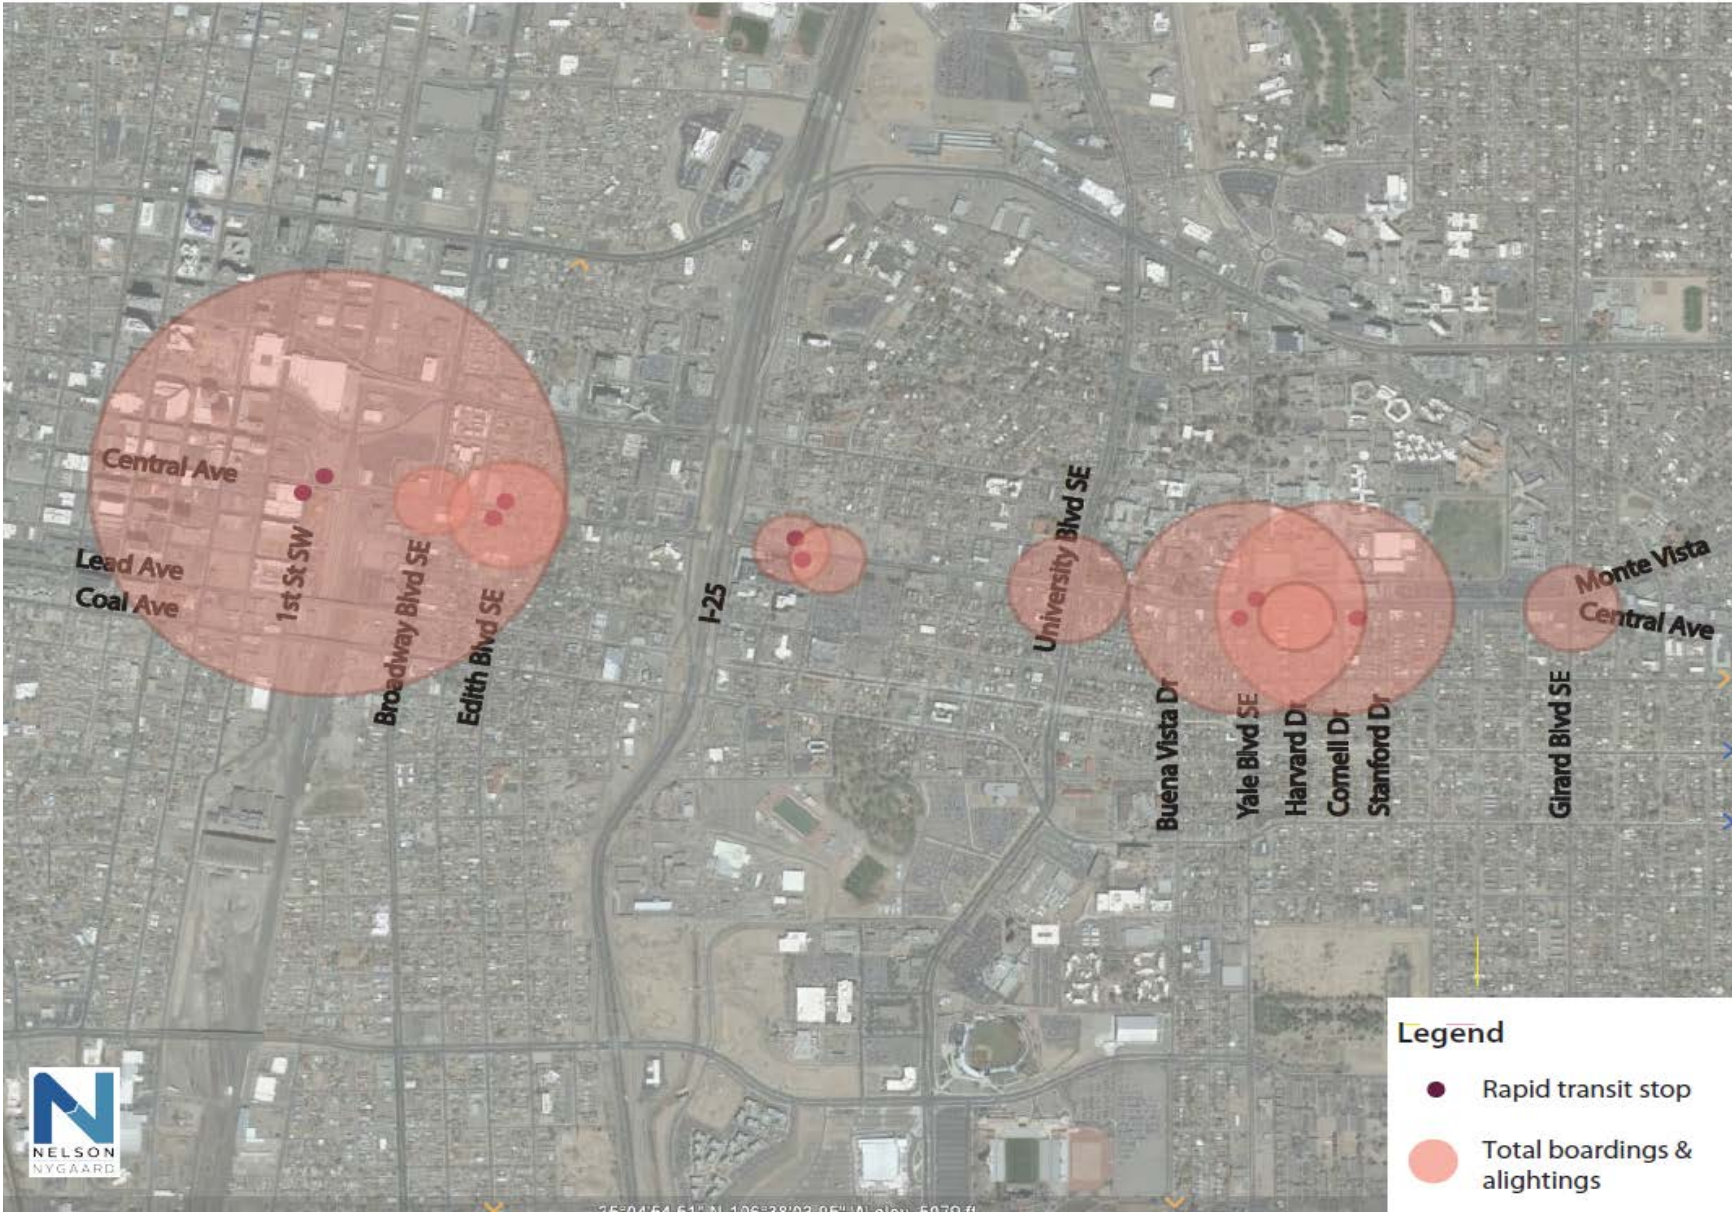 Central Ave
Lead Ave
Coal Ave
1st St SW
Broadway Blvd SE
Edith Blvd SE
I-25
University Blvd SE
Buena Vista Dr
Yale Blvd SE
Harvard Dr
Cornell Dr
Stanford Dr
Girard Blvd SE
Monte Vista
Central Ave
Legend
Rapid transit stop
Total boardings &
alightings
N
NELSON
NYGAARD